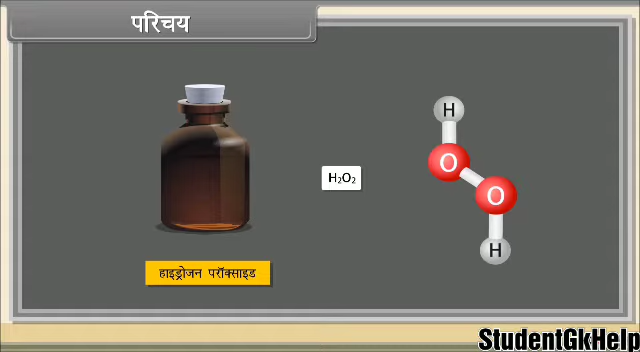 परिचय
H
H₂O₂
O
O
H
हाइड्रोजन परॉक्साइड
StudentGkHelp